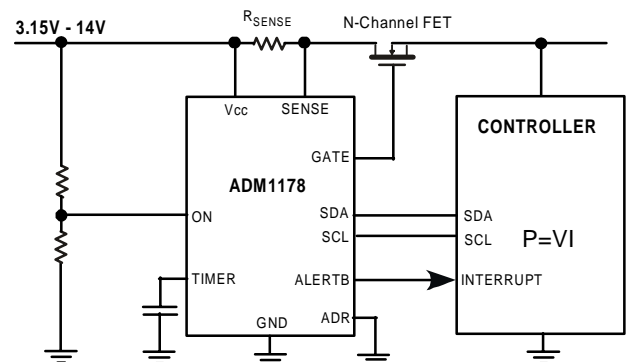 3.15V - 14V
RSENSE
N-Channel FET
Vcc
SENSE
CONTROLLER
GATE
ADM1178
ON
SDA
SDA
SCL
SCL
P=VI
TIMER
ALERTB
INTERRUPT
GND
ADR